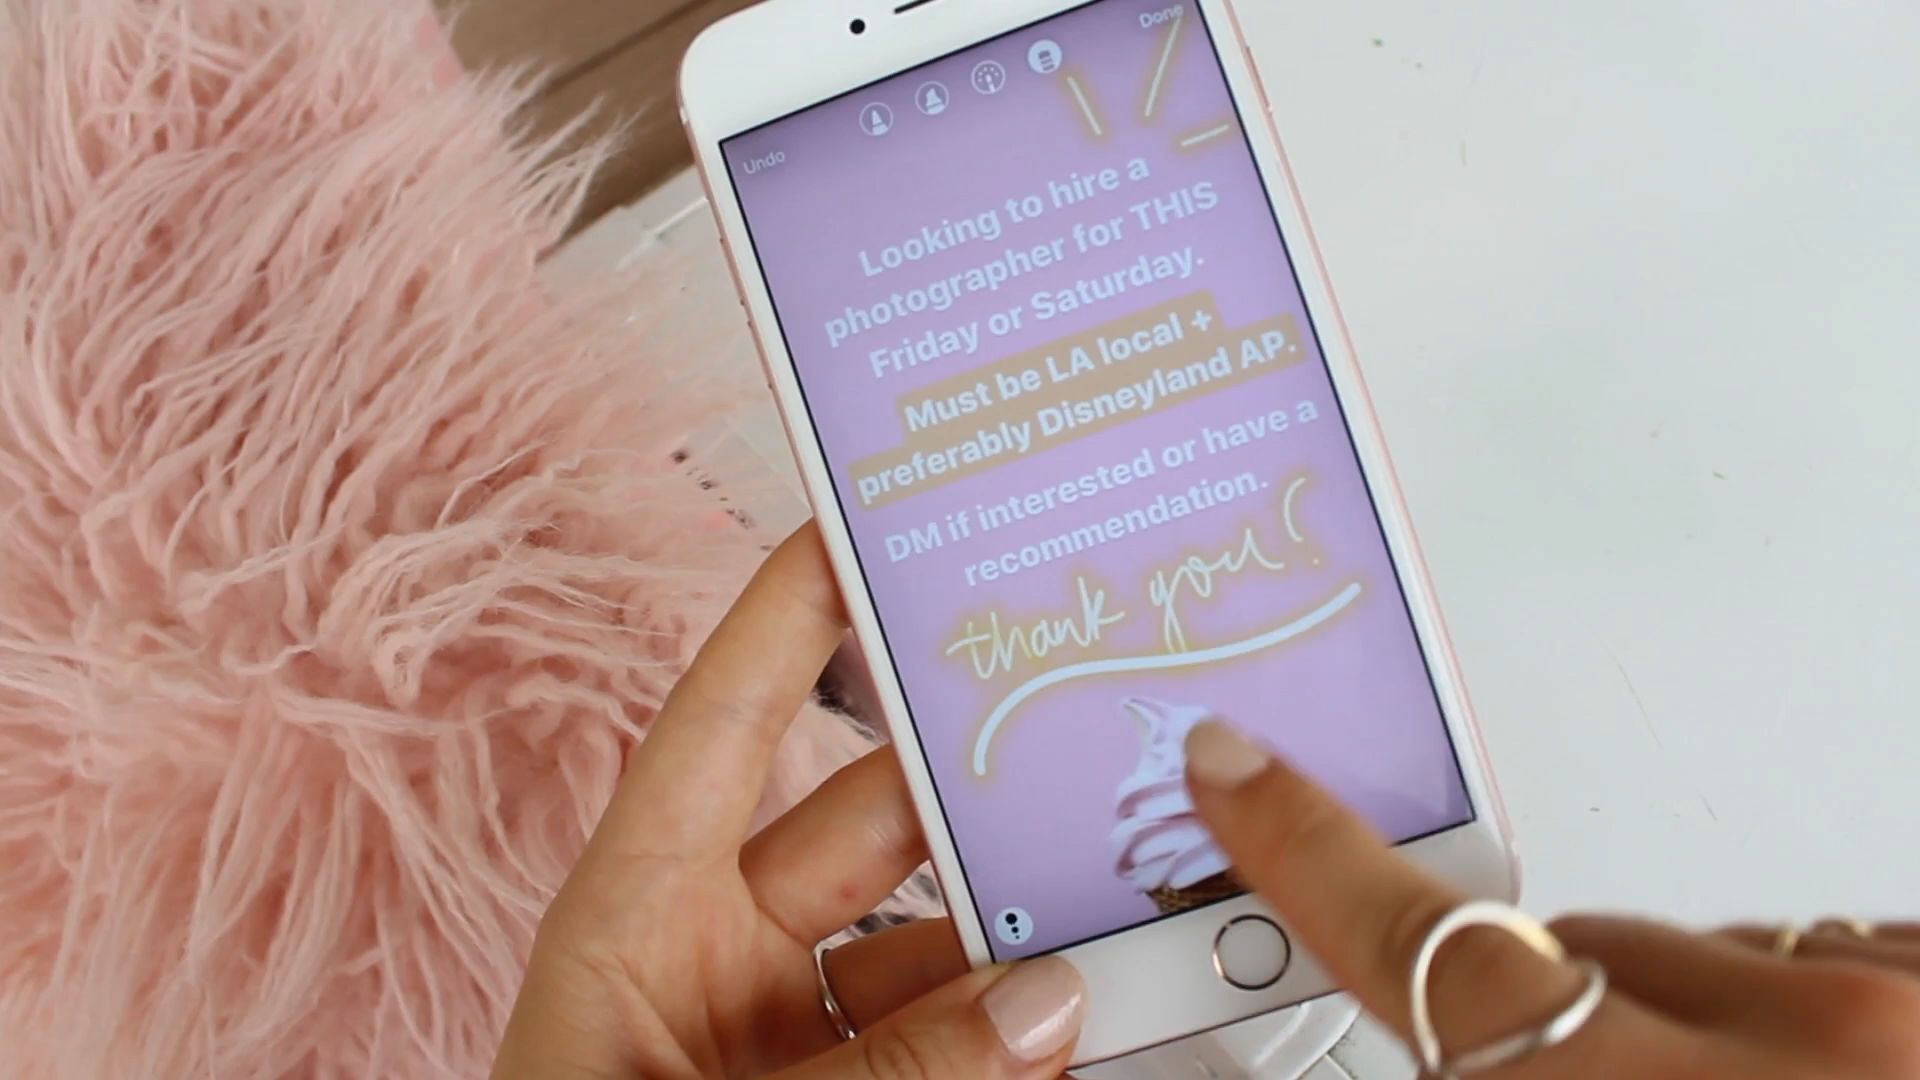 Done
Undo
Looking to hire a
photographer for THIS
Friday or Saturday.
Must be LA local +
preferably Disneyland AP.
DM if interested or have a
recommendation.
thank you!